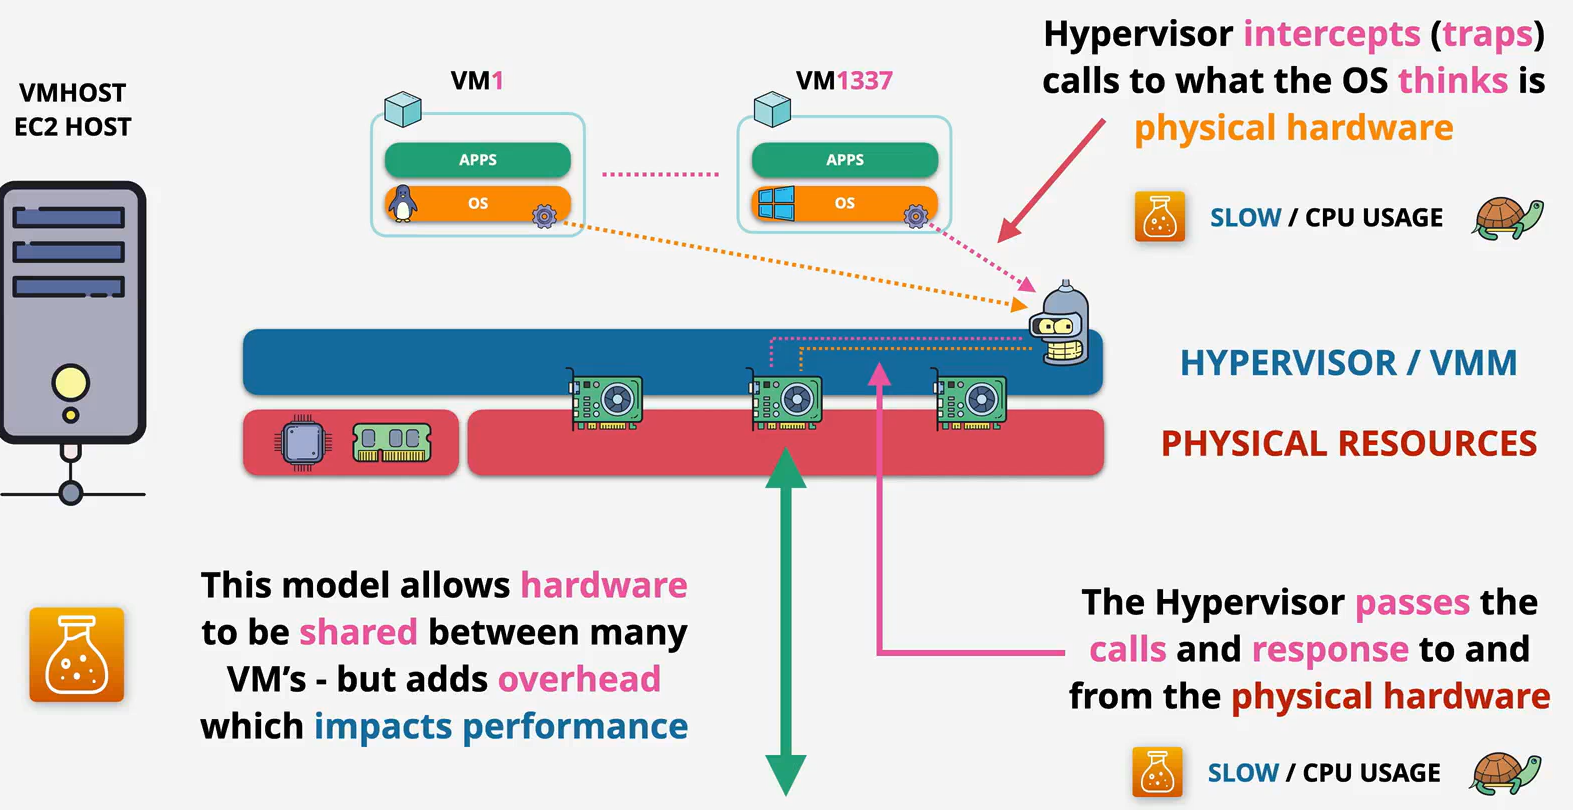 VMHOST
EC2 HOST
VM1
APPS
OS
VM1337
APPS
OS
Hypervisor intercepts (traps)
calls to what the OS thinks is
physical hardware
SLOW / CPU USAGE
HYPERVISOR / VMM
PHYSICAL RESOURCES
This model allows hardware
to be shared between many
VM's - but adds overhead
which impacts performance
The Hypervisor passes the
calls and response to and
from the physical hardware
SLOW / CPU USAGE